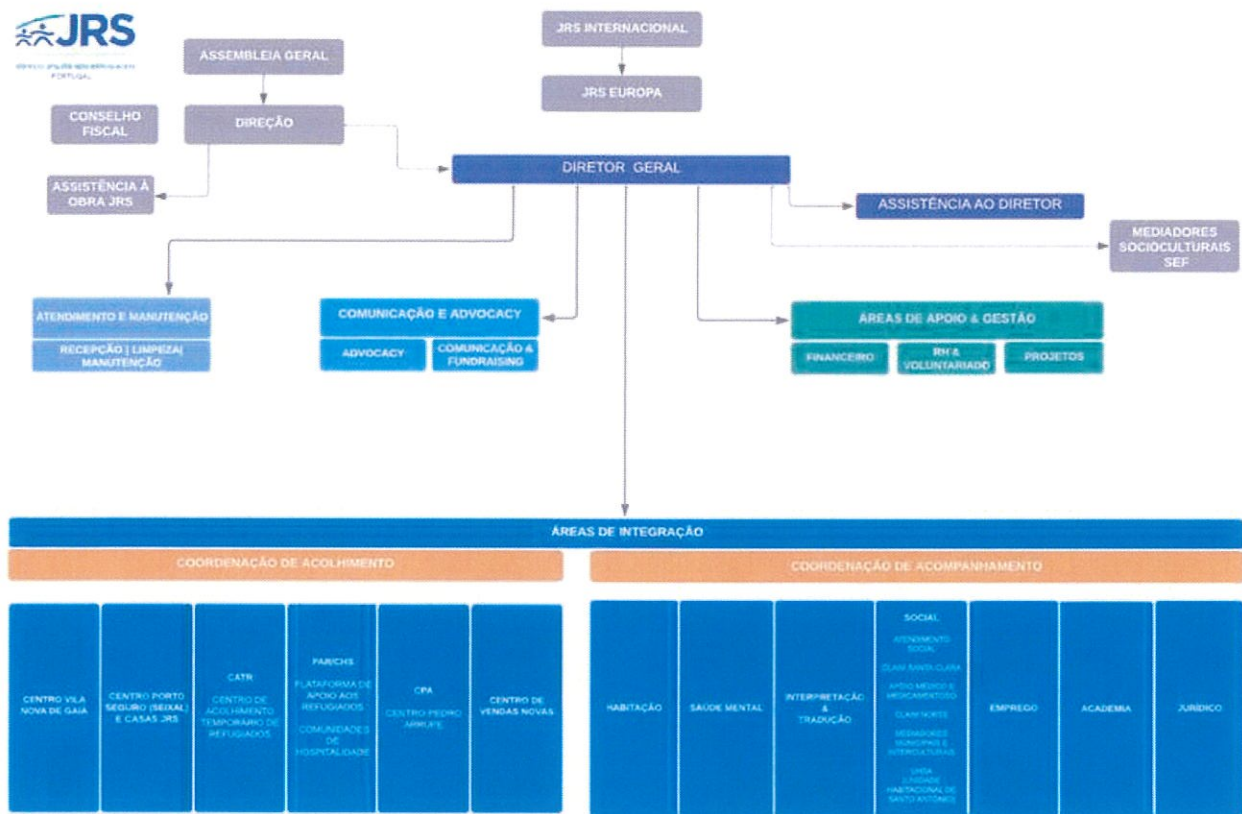 JRS
PORTUGAL
JRS INTERNACIONAL
ASSEMBLEIA GERAL
JRS EUROPA
CONSELHO
FISCAL
DIREÇÃO
DIRETOR GERAL
ASSISTÊNCIA À
OBRA JRS
ASSISTÊNCIA AO DIRETOR
MEDIADORES
SOCIOCULTURAIS
SEF
ATENDIMENTO E MANUTENÇÃO
RECEPÇÃO | LIMPEZA|
MANUTENÇÃO
COMUNICAÇÃO E ADVOCACY
ADVOCACY
COMUNICAÇÃO &
FUNDRAISING
ÁREAS DE APOIO & GESTÃO
FINANCEIRO
RH &
VOLUNTARIADO
PROJETOS
ÁREAS DE INTEGRAÇÃO
COORDENAÇÃO DE ACOLHIMENTO
COORDENAÇÃO DE ACOMPANHAMENTO
CENTRO VILA
NOVA DE GAIA
CENTRO PORTO
SEGURO (SEIXAL)
E CASAS JRS
CATR
CENTRO DE
ACOLHIMENTO
TEMPORÁRIO DE
REFUGIADOS
PAR/CHS
PLATAFORMA DE
APOIO AOS
REFUGIADOS
COMUNIDADES
DE
HOSPITALIDADE
CPA
CENTRO PEDRO
ARRUPE
CENTRO DE
VENDAS NOVAS
HABITAÇÃO
SAÚDE MENTAL
INTERPRETAÇÃO
&
TRADUÇÃO
SOCIAL
ATENDIMENTO
SOCIAL
CLAIM SANTA CLARA
APOIO MÉDICO E
MEDICAMENTOSO
CLAIM NORTE
MEDIADORES
MUNICIPAIS E
INTERCULTURAIS
UHSA
(UNIDADE
HABITACIONAL DE
SANTO ANTÓNIO)
EMPREGO
ACADEMIA
JURÍDICO